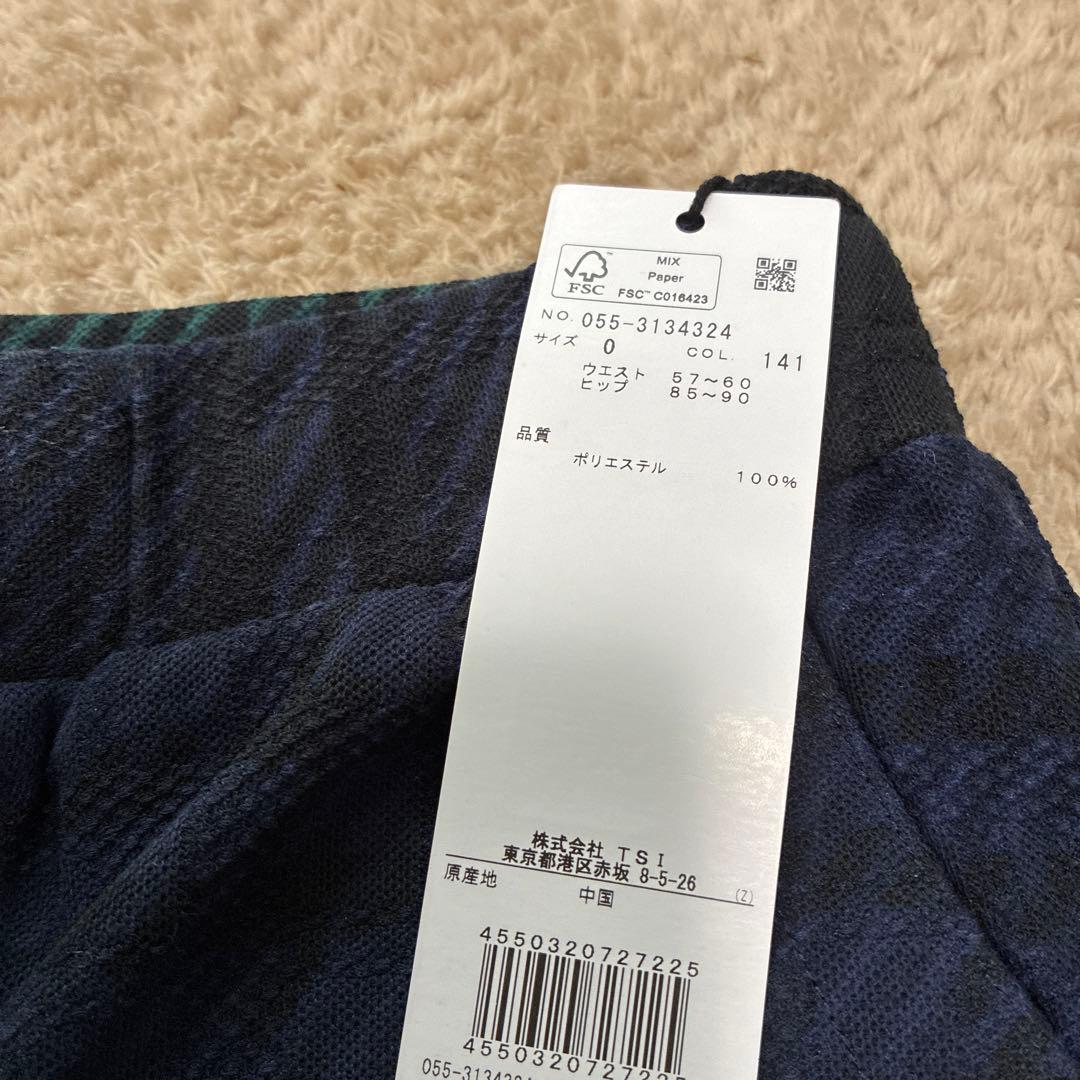 MIX
Paper
FSC™ C016423
FSC
NO. 055-3134324
サイズ 0 COL. 141
ウエスト 57〜60
ヒップ 85〜90
品質
ポリエステル 100%
株式会社 TSI
東京都港区赤坂 8-5-26 (Z)
原産地 中国
4550320727225
4550320727225